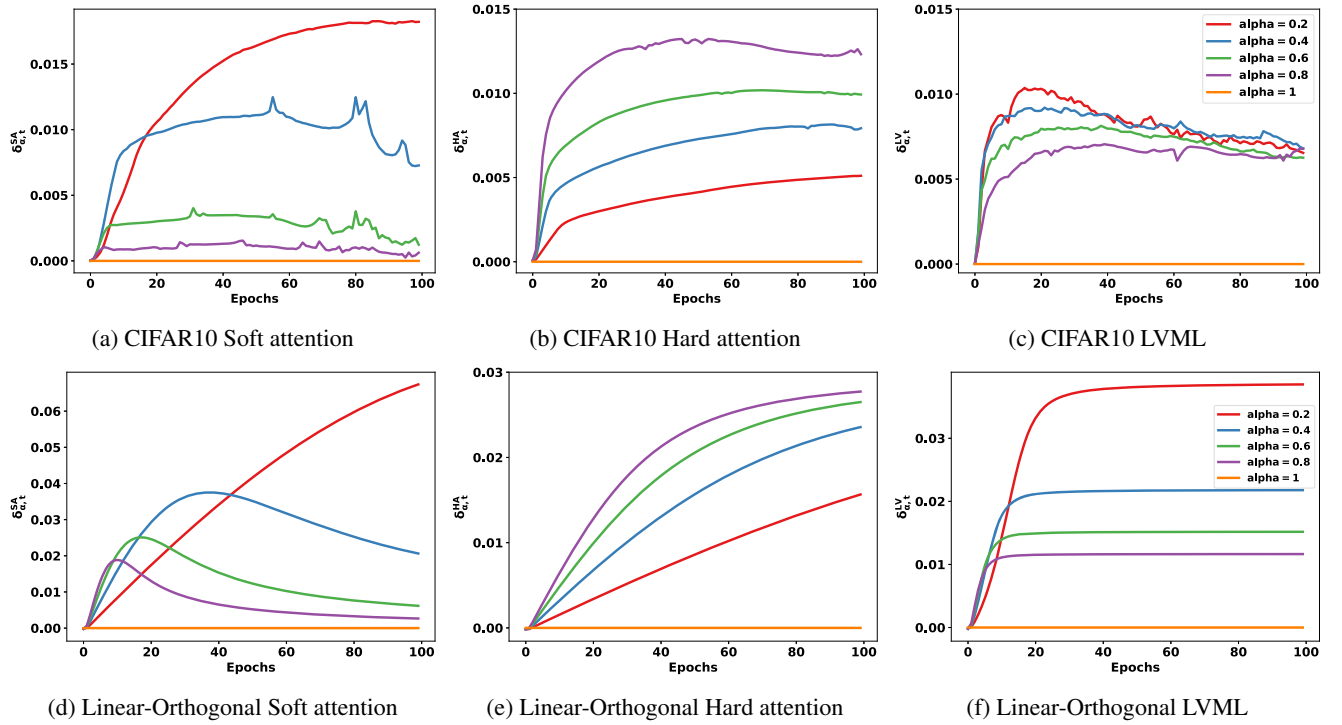 δ^SA_α,t
0.015
0.010
0.005
0.000
0 20 40 60 80 100
Epochs
(a) CIFAR10 Soft attention
δ^HA_α,t
0.015
0.010
0.005
0.000
0 20 40 60 80 100
Epochs
(b) CIFAR10 Hard attention
δ^LV_α,t
0.015
0.010
0.005
0.000
0 20 40 60 80 100
Epochs
alpha = 0.2
alpha = 0.4
alpha = 0.6
alpha = 0.8
alpha = 1
(c) CIFAR10 LVML
δ^SA_α,t
0.06
0.05
0.04
0.03
0.02
0.01
0.00
0 20 40 60 80 100
Epochs
(d) Linear-Orthogonal Soft attention
δ^HA_α,t
0.03
0.02
0.01
0.00
0 20 40 60 80 100
Epochs
(e) Linear-Orthogonal Hard attention
δ^LV_α,t
0.03
0.02
0.01
0.00
0 20 40 60 80 100
Epochs
alpha = 0.2
alpha = 0.4
alpha = 0.6
alpha = 0.8
alpha = 1
(f) Linear-Orthogonal LVML